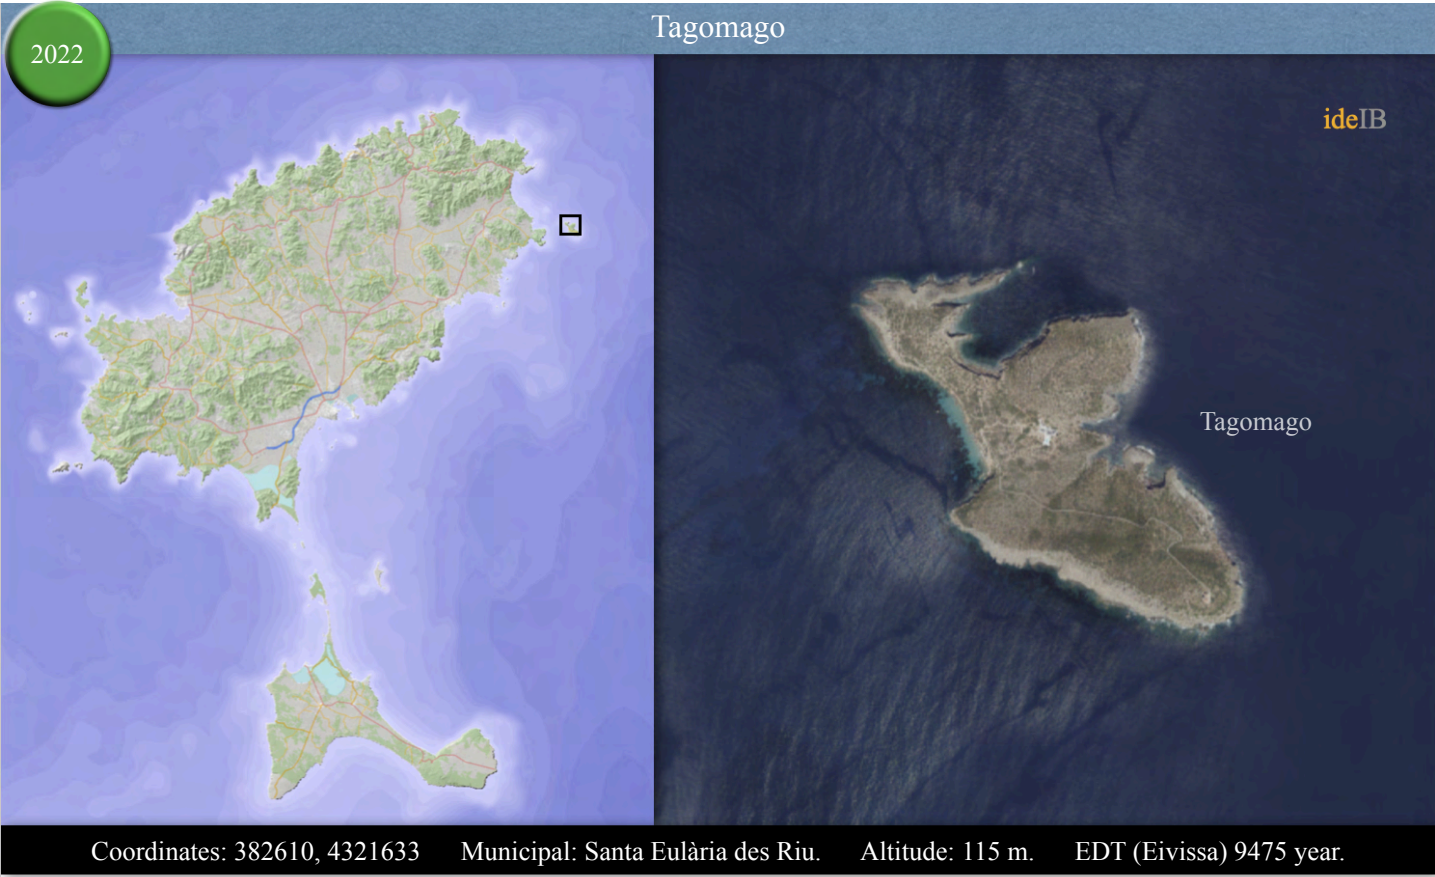 Tagomago
2022
ideIB
Tagomago
Coordinates: 382610, 4321633 Municipal: Santa Eulària des Riu. Altitude: 115 m. EDT (Eivissa) 9475 year.